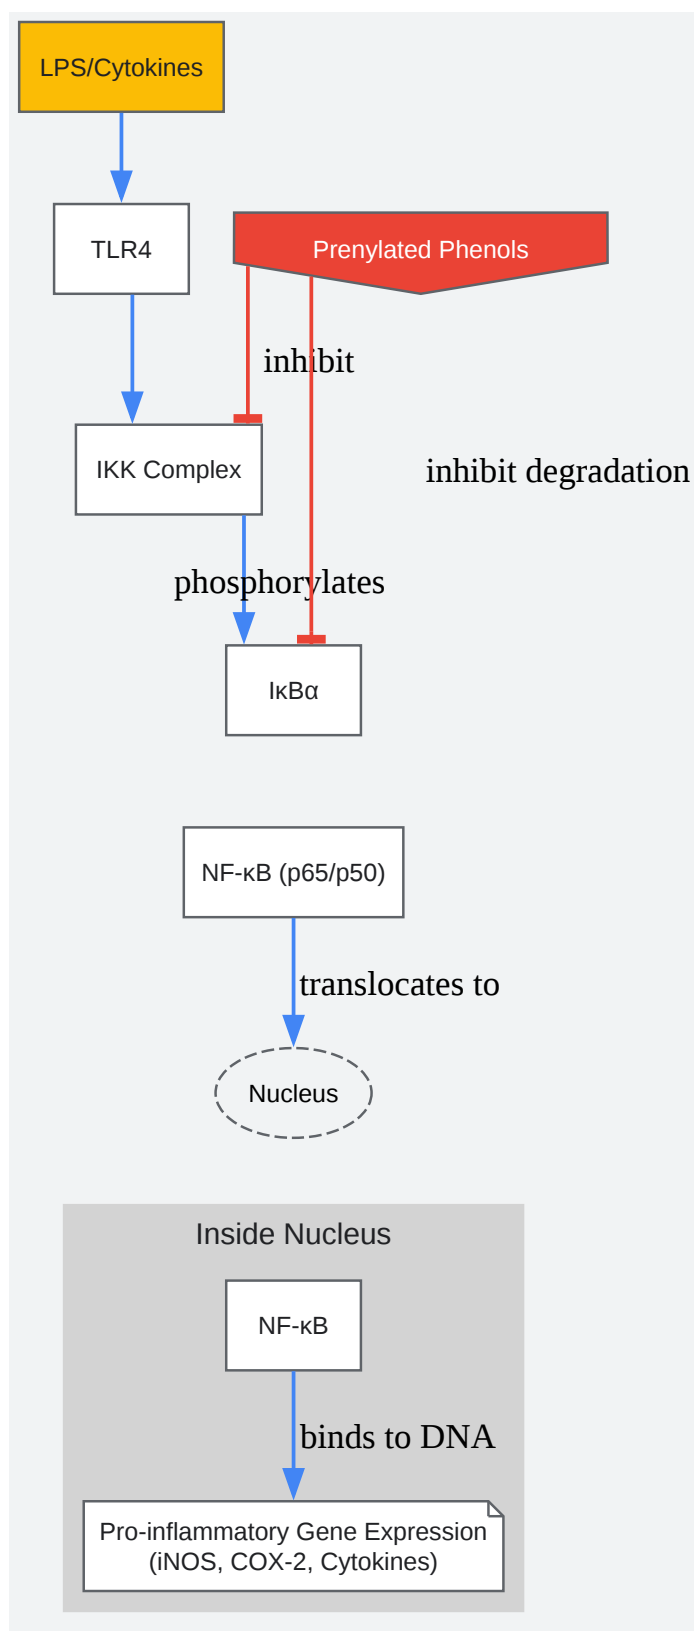 LPS/Cytokines
TLR4
Prenylated Phenols
inhibit
IKK Complex
inhibit degradation
phosphorylates
IκBα
NF-κB (p65/p50)
translocates to
Nucleus
Inside Nucleus
NF-κB
binds to DNA
Pro-inflammatory Gene Expression
(iNOS, COX-2, Cytokines)